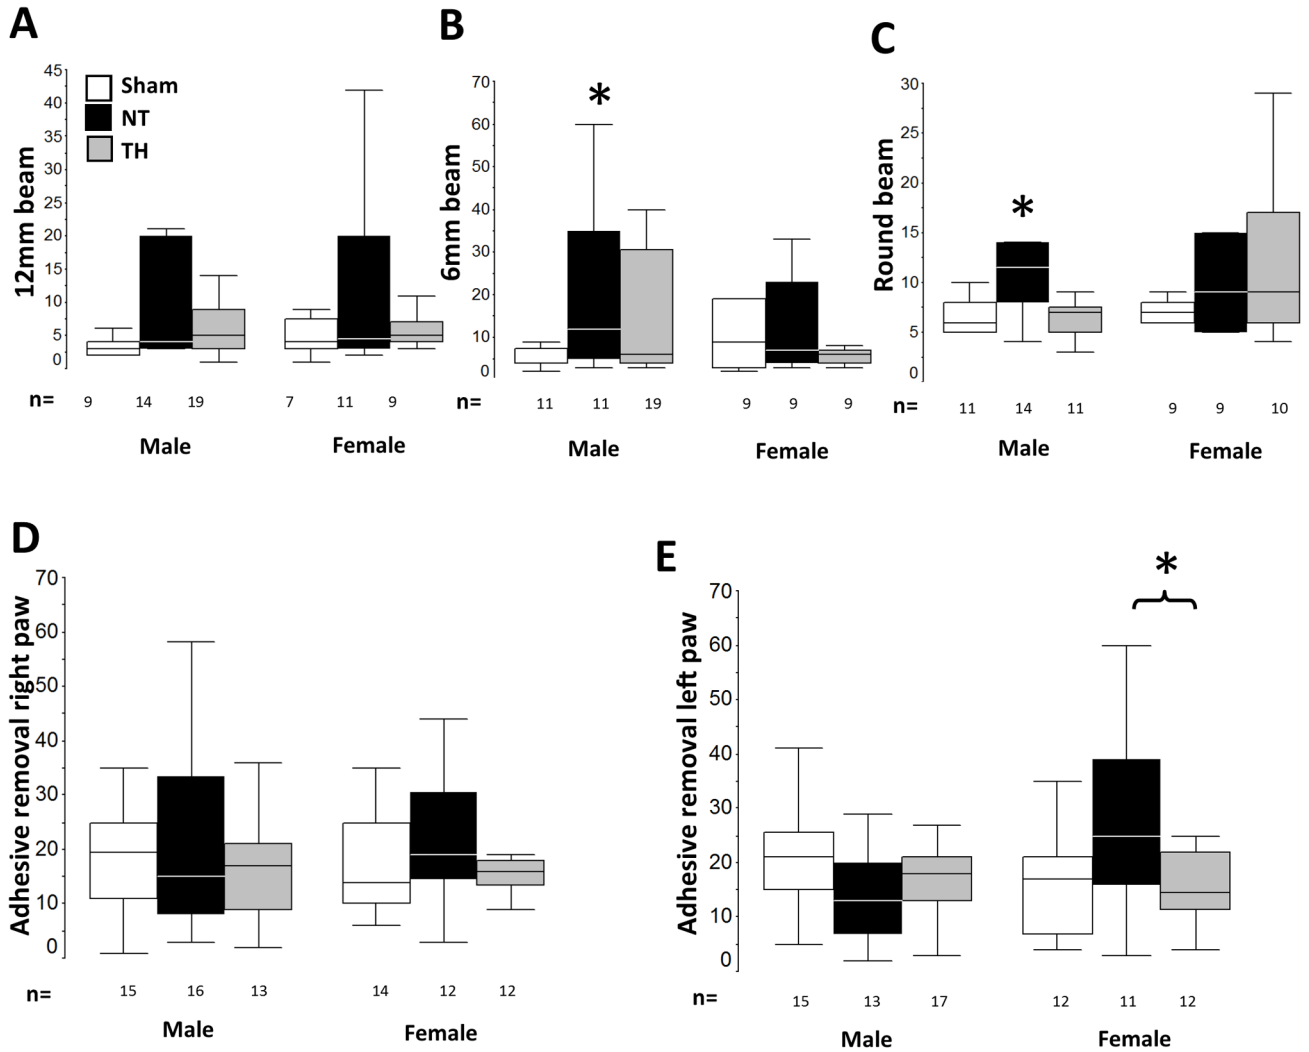 A
12mm beam
45
40
35
30
25
20
15
10
5
0
Sham
NT
TH
n= 9 14 19 7 11 9
Male Female
B
*
6mm beam
70
60
50
40
30
20
10
0
n= 11 11 19 9 9 9
Male Female
C
*
Round beam
30
25
20
15
10
5
0
n= 11 14 11 9 9 10
Male Female
D
Adhesive removal right paw
70
60
50
40
30
20
10
0
n= 15 16 13 14 12 12
Male Female
E
*
Adhesive removal left paw
70
60
50
40
30
20
10
0
n= 15 13 17 12 11 12
Male Female